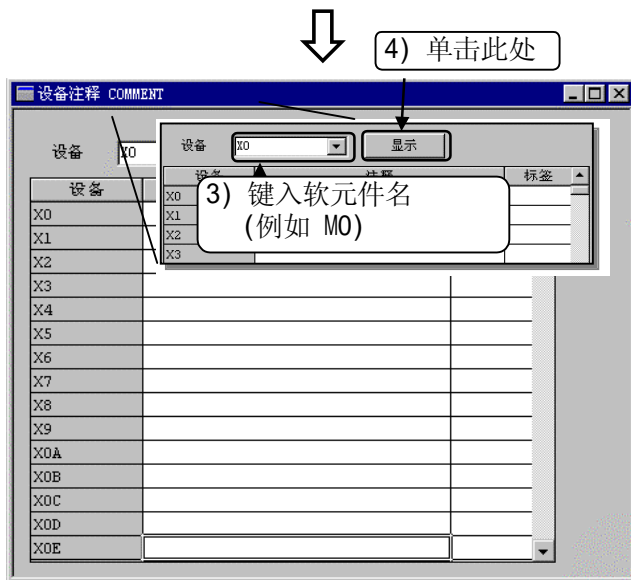 4) 单击此处
设备注释 COMMENT
设备 X0
设备 X0 显示
设备 注释 标签
X0
X1
X2
X3
3) 键入软元件名
(例如 M0)
设备
X0
X1
X2
X3
X4
X5
X6
X7
X8
X9
X0A
X0B
X0C
X0D
X0E